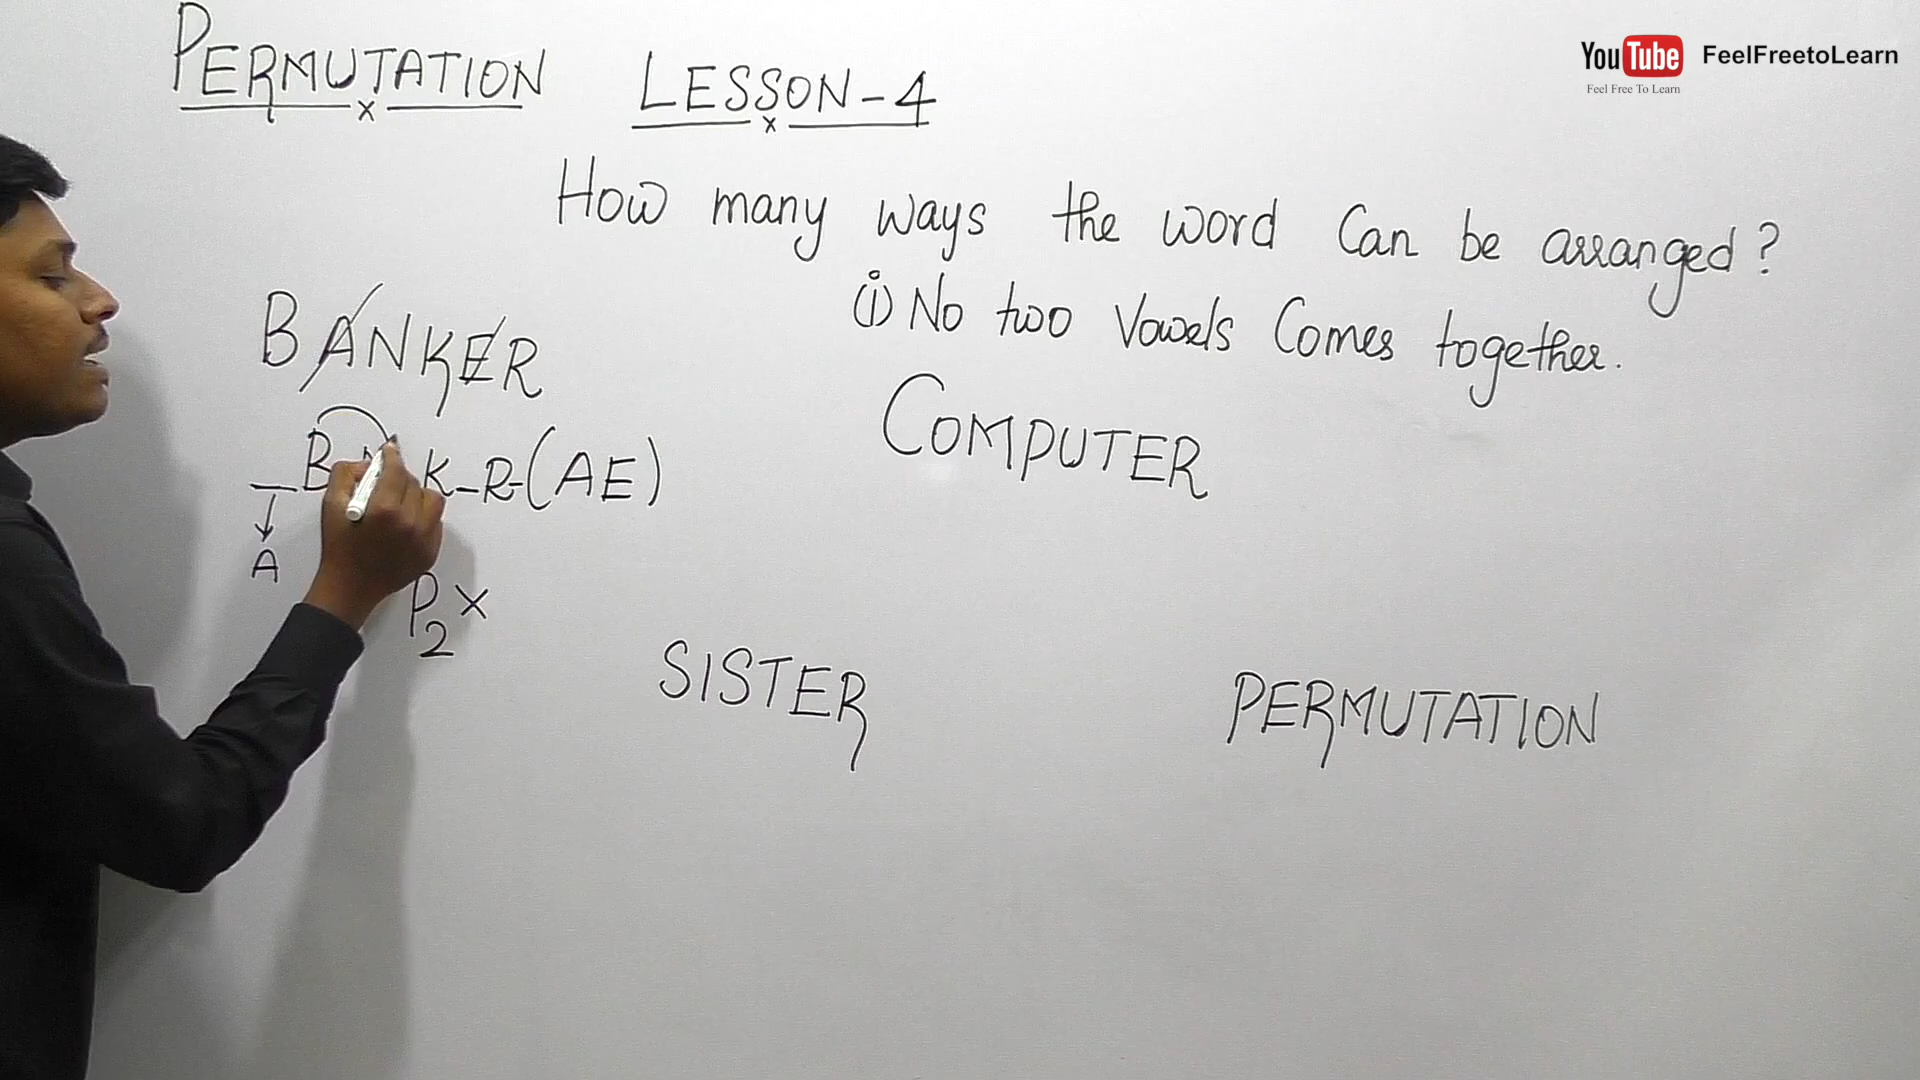 PERMUTATION LESSON-4
YouTube FeelFreetoLearn
Feel Free To Learn
How many ways the word Can be arranged?
(i) No two Vowels Comes together.
BANKER
COMPUTER
_ B K-R-(AE)
A
P2 ×
SISTER
PERMUTATION